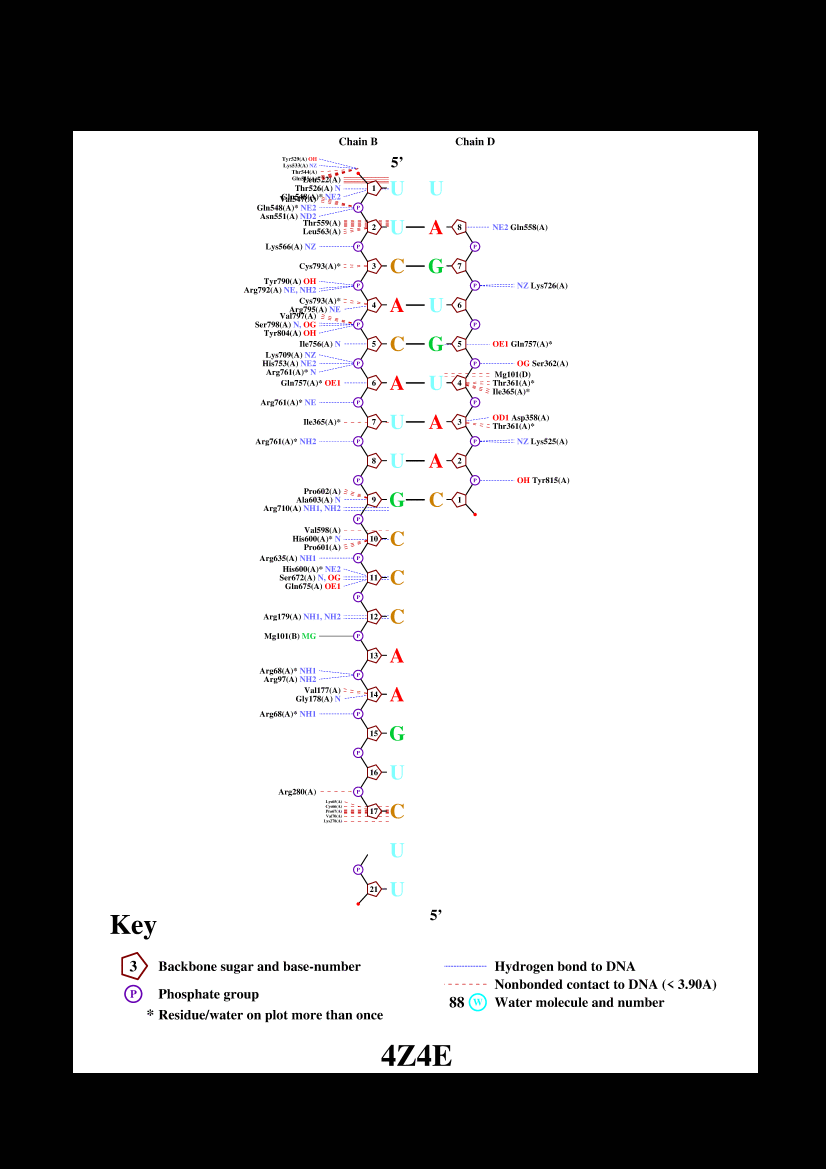 Chain B
Chain D
5’
Tyr529(A) OH
Lys533(A) NZ
Thr544(A)
Leu522(A)
Thr526(A) N
1 U U
Gln548(A)* NE2
P
Asn551(A) ND2
Thr559(A)
2 U A 8
NE2 Gln558(A)
Leu563(A)
Lys566(A) NZ
P P
Cys793(A)*
3 C G 7
Tyr790(A) OH
P P
NZ Lys726(A)
Arg792(A) NE, NH2
Cys793(A)*
4 A U 6
Arg795(A) NE
Val797(A)
Ser798(A) N, OG
P P
Tyr804(A) OH
Ile756(A) N
5 C G 5
OE1 Gln757(A)*
Lys709(A) NZ
His753(A) NE2
P P
OG Ser362(A)
Arg761(A)* N
Mg101(D)
Gln757(A)* OE1
6 A U 4
Thr361(A)*
Ile365(A)*
Arg761(A)* NE
P P
OD1 Asp358(A)
Ile365(A)*
7 U A 3
Thr361(A)*
Arg761(A)* NH2
P P
NZ Lys525(A)
8 U A 2
P P
OH Tyr815(A)
Pro602(A)
Ala603(A) N
9 G C 1
Arg710(A) NH1, NH2
P
Val598(A)
His600(A)* N
10 C
Pro601(A)
Arg635(A) NH1
P
His600(A)* NE2
Ser672(A) N, OG
11 C
Gln675(A) OE1
P
Arg179(A) NH1, NH2
12 C
Mg101(B) MG
P
13 A
Arg68(A)* NH1
P
Arg97(A) NH2
Val177(A)
14 A
Gly178(A) N
Arg68(A)* NH1
P
15 G
P
16 U
Arg280(A)
P
17 C
U
P
21 U
5’
Key
3 Backbone sugar and base-number
P Phosphate group
* Residue/water on plot more than once
Hydrogen bond to DNA
Nonbonded contact to DNA (< 3.90A)
88 W Water molecule and number
4Z4E